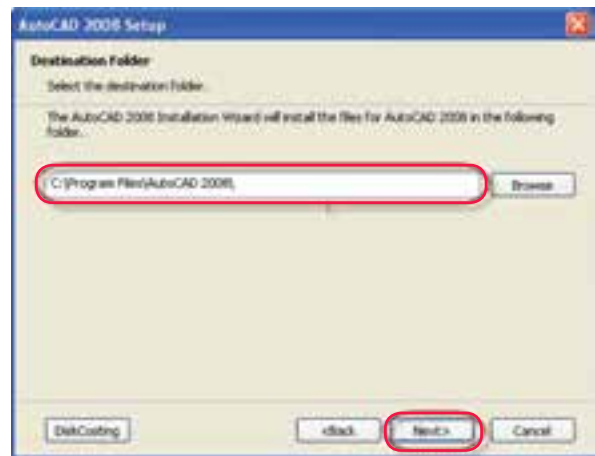 AutoCAD 2008 Setup
Destination Folder
Select the destination folder.
The AutoCAD 2008 Installation Wizard will install the files for AutoCAD 2008 in the following
folder.
C:\Program Files\AutoCAD 2008\
Browse
DiskCosting
<Back
Next>
Cancel